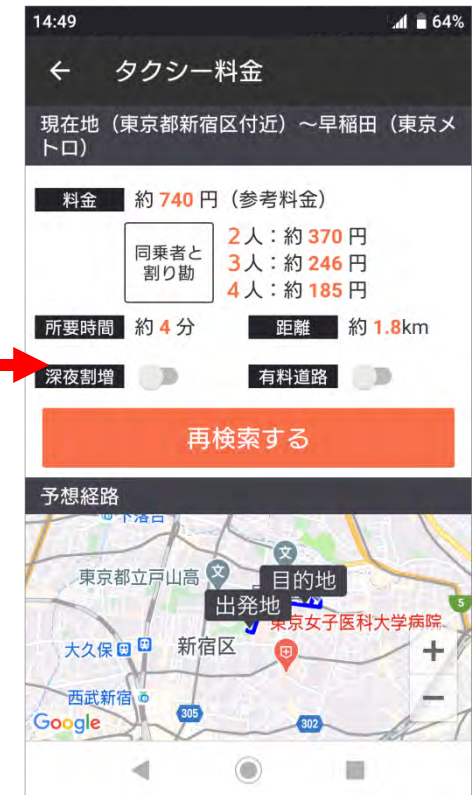 14:49
64%
タクシー料金
現在地（東京都新宿区付近）～早稲田（東京メ
トロ）
料金 約 740 円（参考料金）
同乗者と
割り勘
2人：約 370 円
3人：約 246 円
4人：約 185 円
所要時間 約 4 分 距離 約 1.8km
深夜割増 有料道路
再検索する
予想経路
下落合
東京都立戸山高
文
文
目的地
出発地
5
東京女子医科大学病院
大久保
新宿区
+
西武新宿
−
Google
305
302